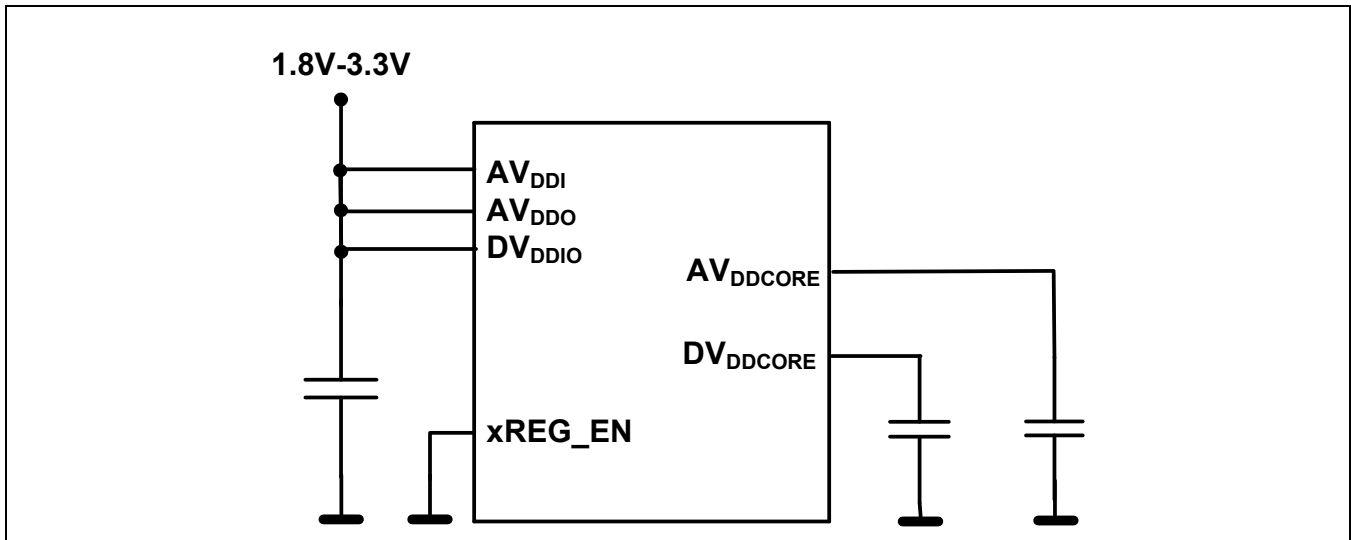 1.8V-3.3V
AVDDI
AVDDO
DVDDIO
AVDDCORE
DVDDCORE
xREG_EN